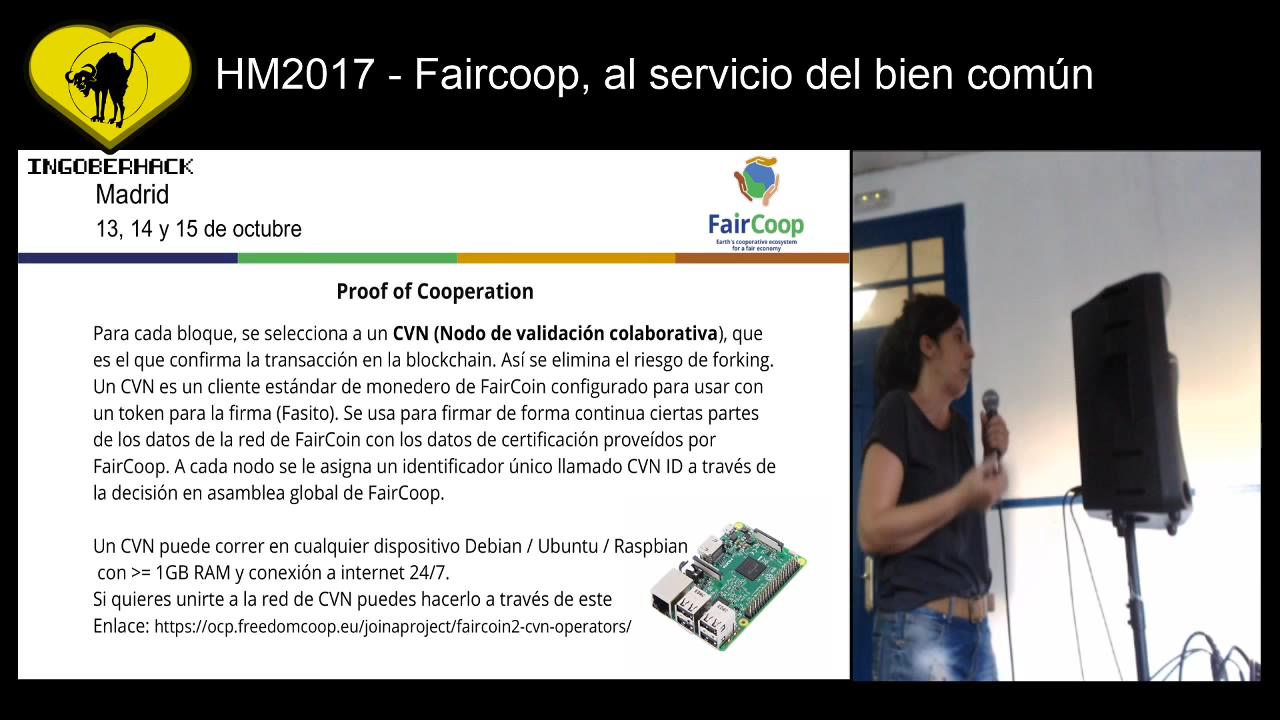 HM2017 - Faircoop, al servicio del bien común
INGOBERHACK
Madrid
13, 14 y 15 de octubre
FairCoop
Earth's cooperative ecosystem
for a fair economy
Proof of Cooperation
Para cada bloque, se selecciona a un CVN (Nodo de validación colaborativa), que
es el que confirma la transacción en la blockchain. Así se elimina el riesgo de forking.
Un CVN es un cliente estándar de monedero de FairCoin configurado para usar con
un token para la firma (Fasito). Se usa para firmar de forma continua ciertas partes
de los datos de la red de FairCoin con los datos de certificación proveídos por
FairCoop. A cada nodo se le asigna un identificador único llamado CVN ID a través de
la decisión en asamblea global de FairCoop.
Un CVN puede correr en cualquier dispositivo Debian / Ubuntu / Raspbian
con >= 1GB RAM y conexión a internet 24/7.
Si quieres unirte a la red de CVN puedes hacerlo a través de este
Enlace: https://ocp.freedomcoop.eu/joinaproject/faircoin2-cvn-operators/